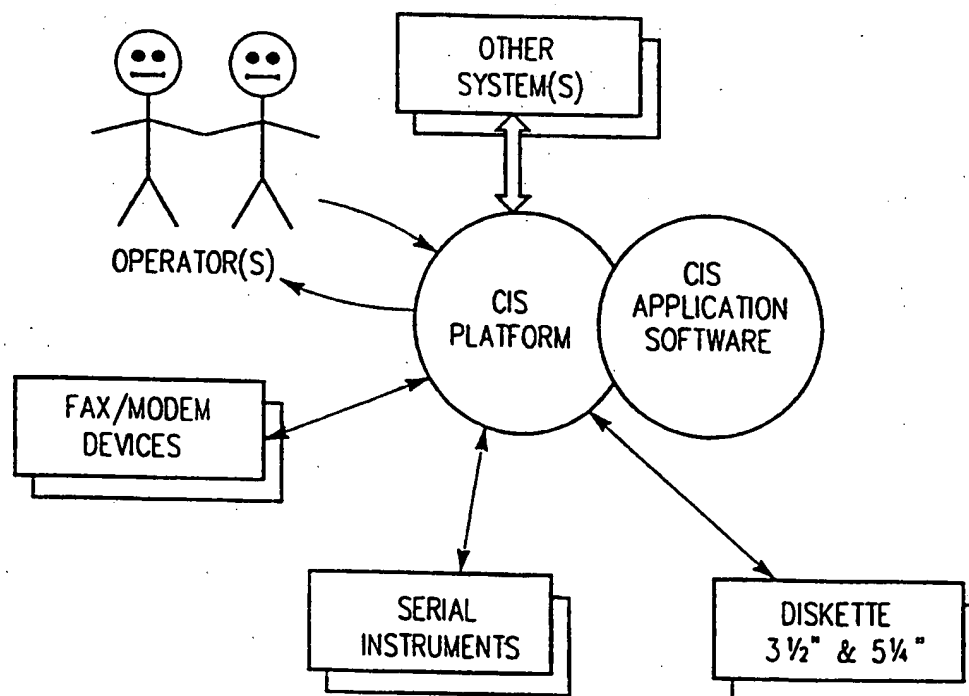 OTHER
SYSTEM(S)
OPERATOR(S)
CIS
PLATFORM
CIS
APPLICATION
SOFTWARE
FAX/MODEM
DEVICES
SERIAL
INSTRUMENTS
DISKETTE
3½" & 5¼"